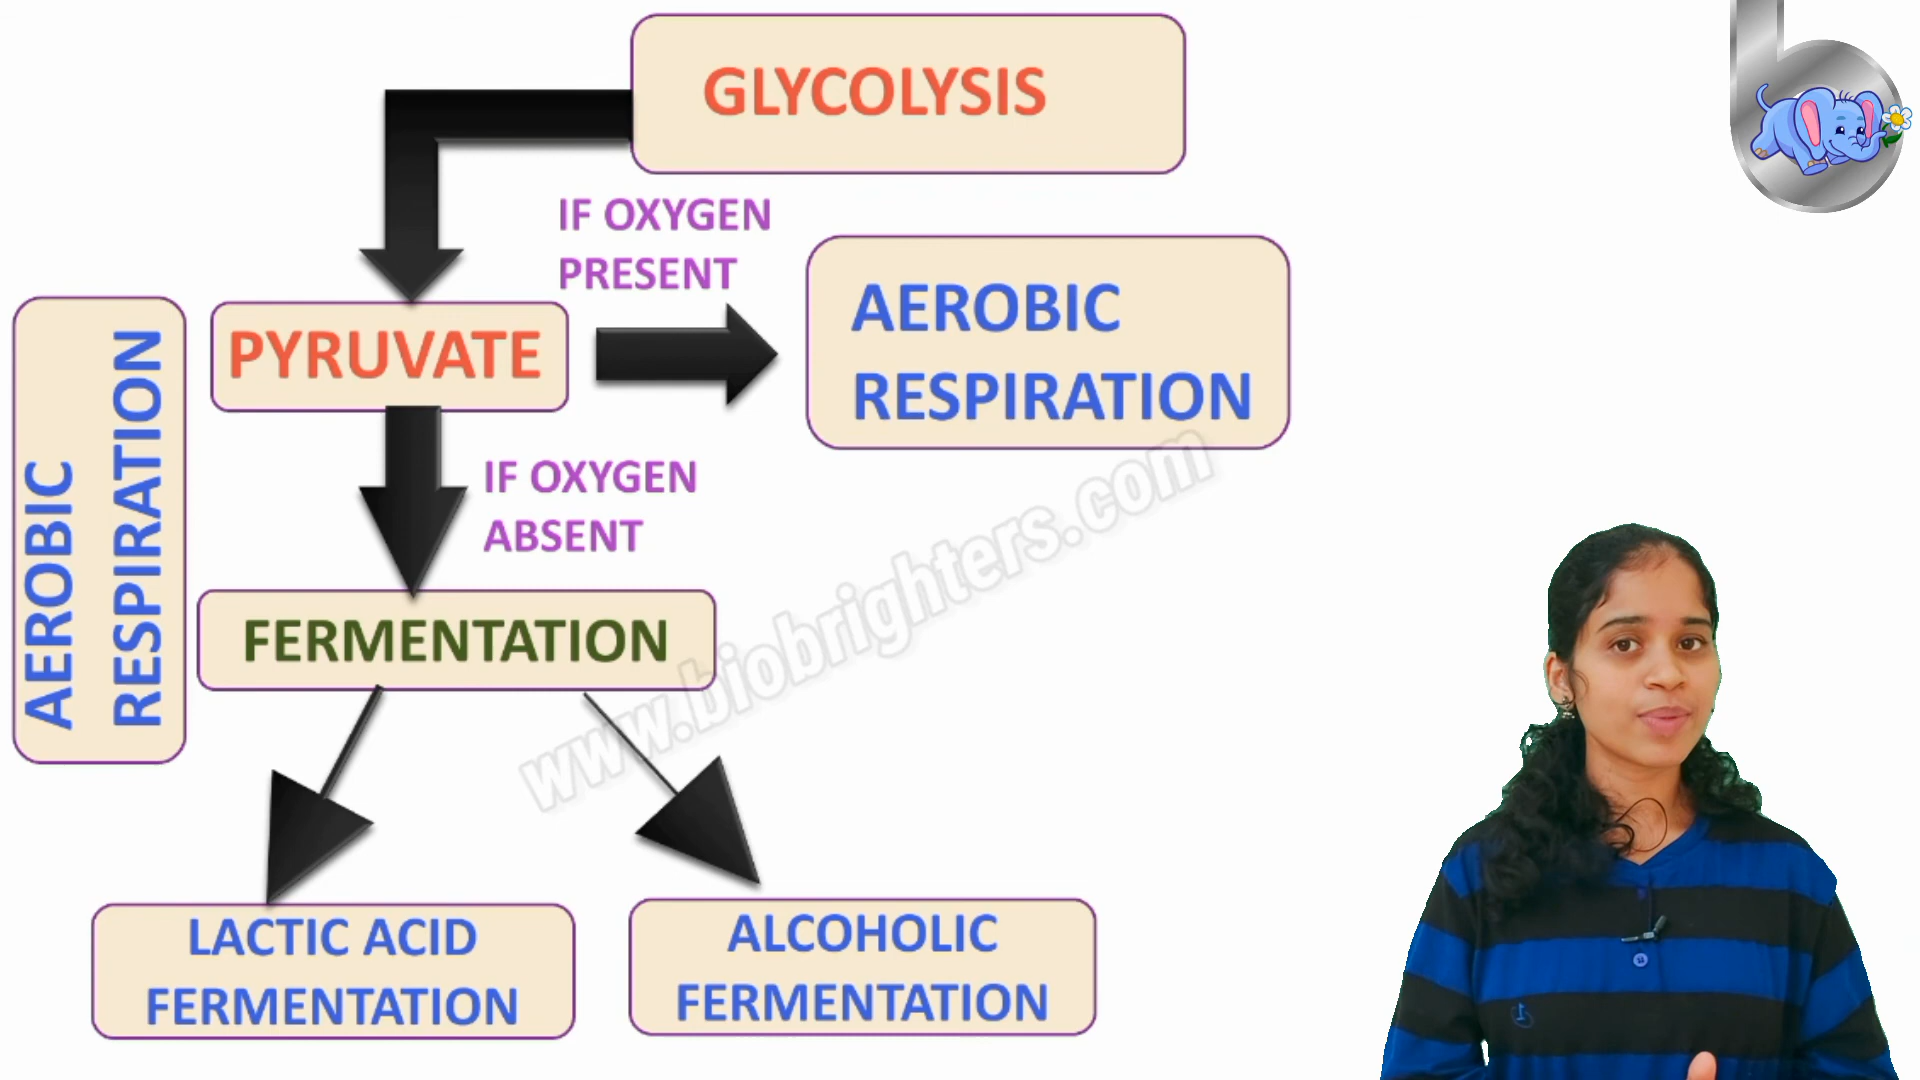 GLYCOLYSIS
IF OXYGEN
PRESENT
PYRUVATE
AEROBIC
RESPIRATION
AEROBIC
RESPIRATION
IF OXYGEN
ABSENT
FERMENTATION
www.biobrighters.com
LACTIC ACID
FERMENTATION
ALCOHOLIC
FERMENTATION